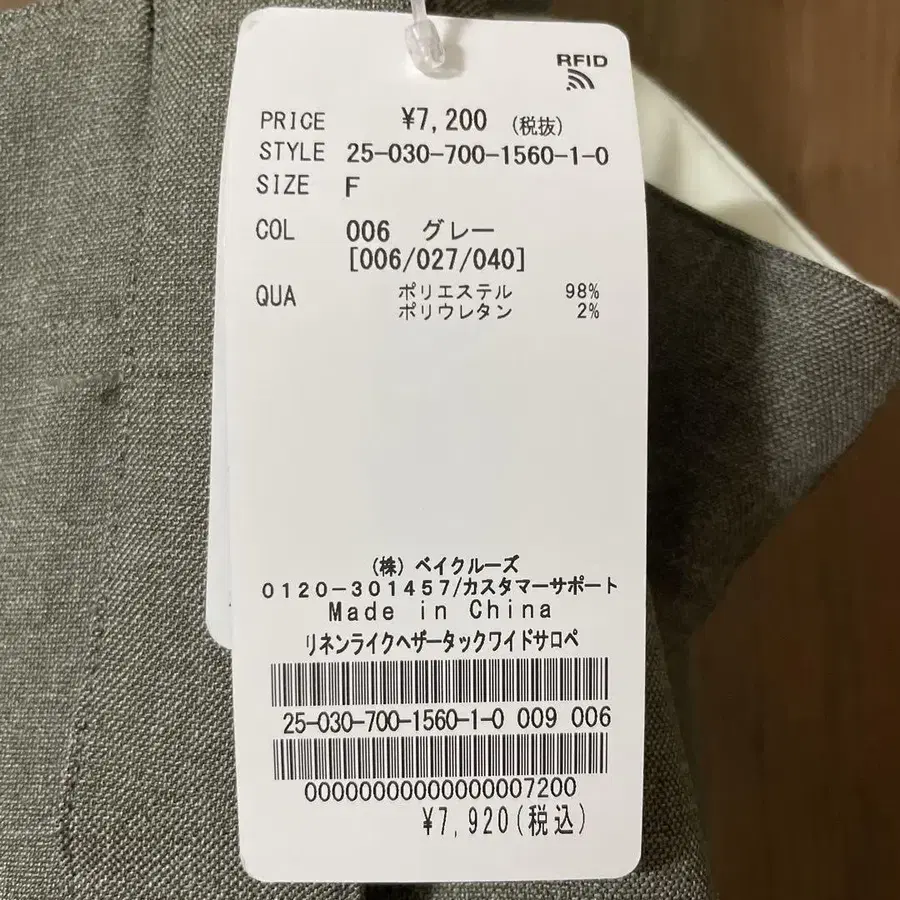 RFID
PRICE ¥7,200 (税抜)
STYLE 25-030-700-1560-1-0
SIZE F
COL 006 グレー
[006/027/040]
QUA ポリエステル 98%
ポリウレタン 2%
(株)ベイクルーズ
0120-301457/カスタマーサポート
Made in China
リネンライクヘザータックワイドサロペ
25-030-700-1560-1-0 009 006
00000000000000007200
¥7,920(税込)